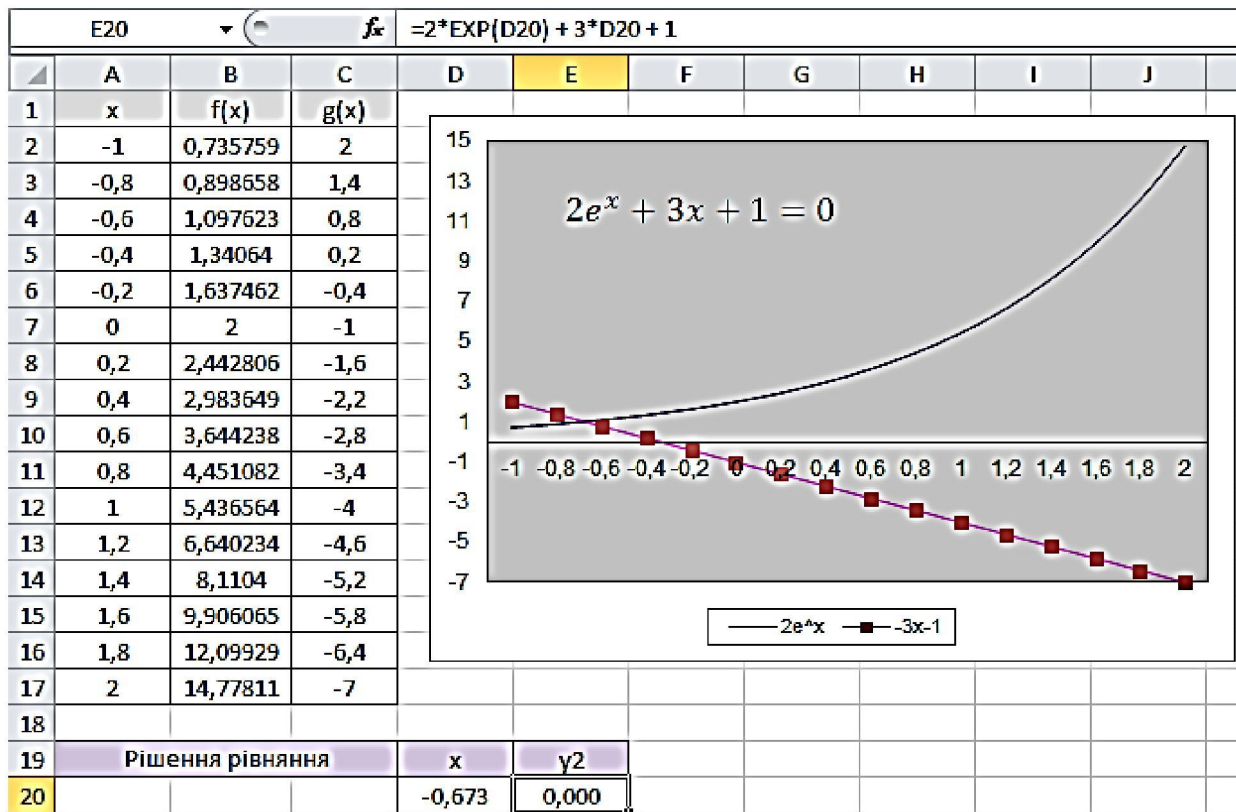 E20 fx =2*EXP(D20) + 3*D20 + 1
A B C D E F G H I J
1 x f(x) g(x)
2 -1 0,735759 2
3 -0,8 0,898658 1,4
4 -0,6 1,097623 0,8
5 -0,4 1,34064 0,2
6 -0,2 1,637462 -0,4
7 0 2 -1
8 0,2 2,442806 -1,6
9 0,4 2,983649 -2,2
10 0,6 3,644238 -2,8
11 0,8 4,451082 -3,4
12 1 5,436564 -4
13 1,2 6,640234 -4,6
14 1,4 8,1104 -5,2
15 1,6 9,906065 -5,8
16 1,8 12,09929 -6,4
17 2 14,77811 -7
18
15
13
11
9
7
5
3
1
-1
-3
-5
-7
2eˣ + 3x + 1 = 0
-1 -0,8 -0,6 -0,4 -0,2 0 0,2 0,4 0,6 0,8 1 1,2 1,4 1,6 1,8 2
2e^x -3x-1
19 Рішення рівняння x y2
20 -0,673 0,000